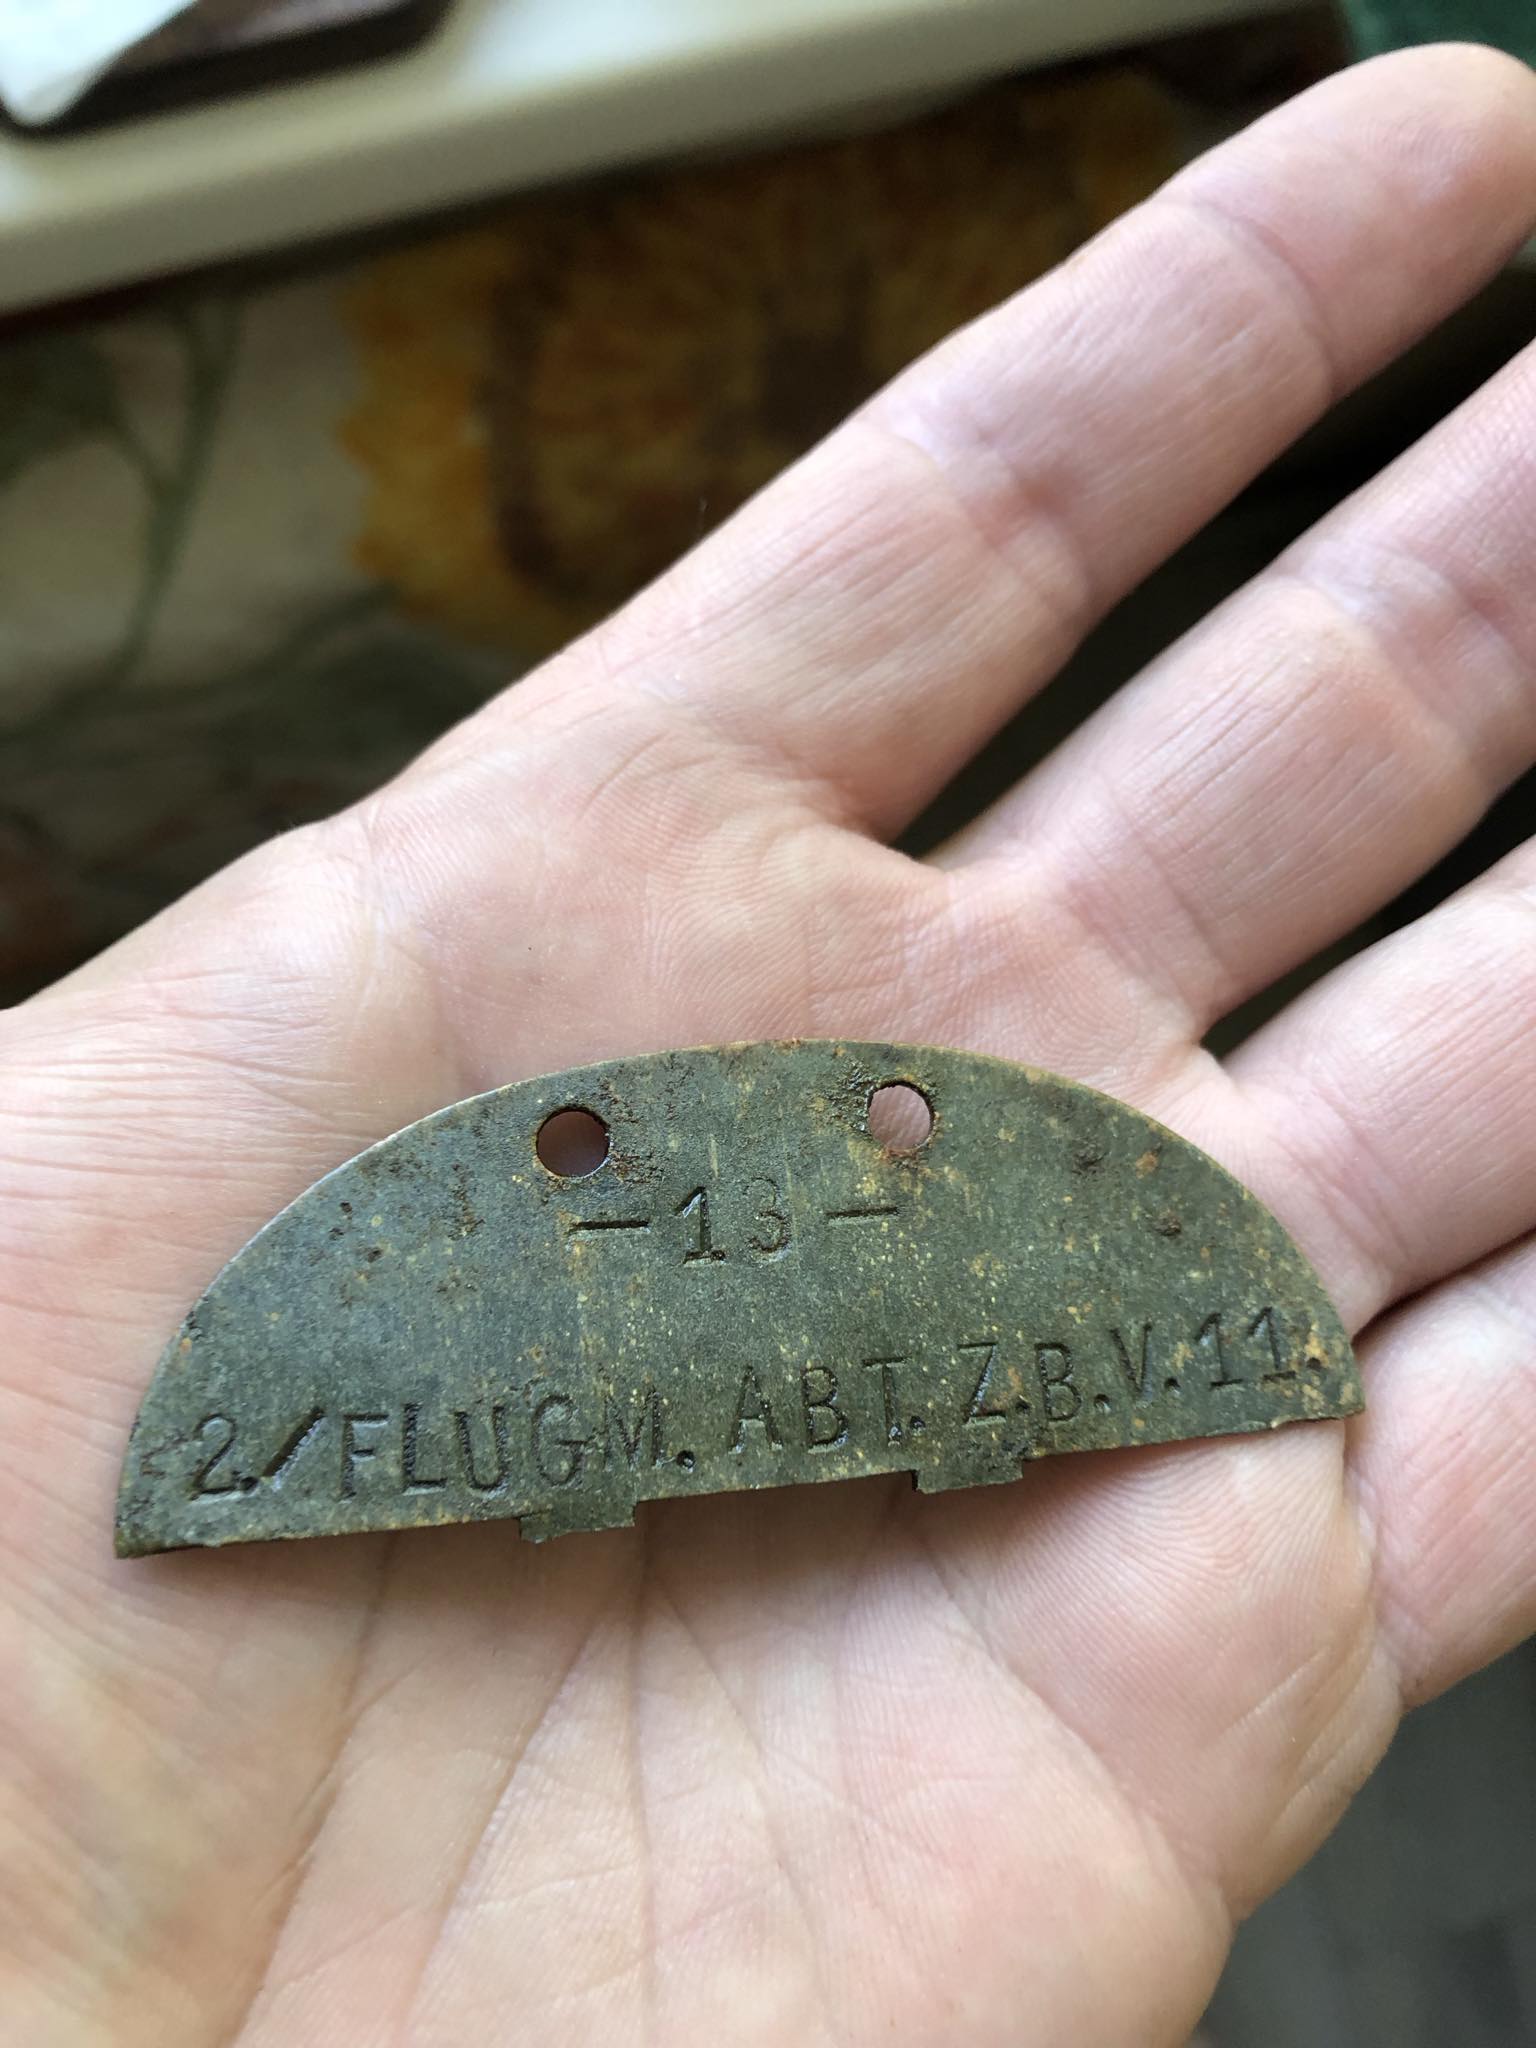 - 13 -
2./FLUGM. ABT. Z.B.V. 11.